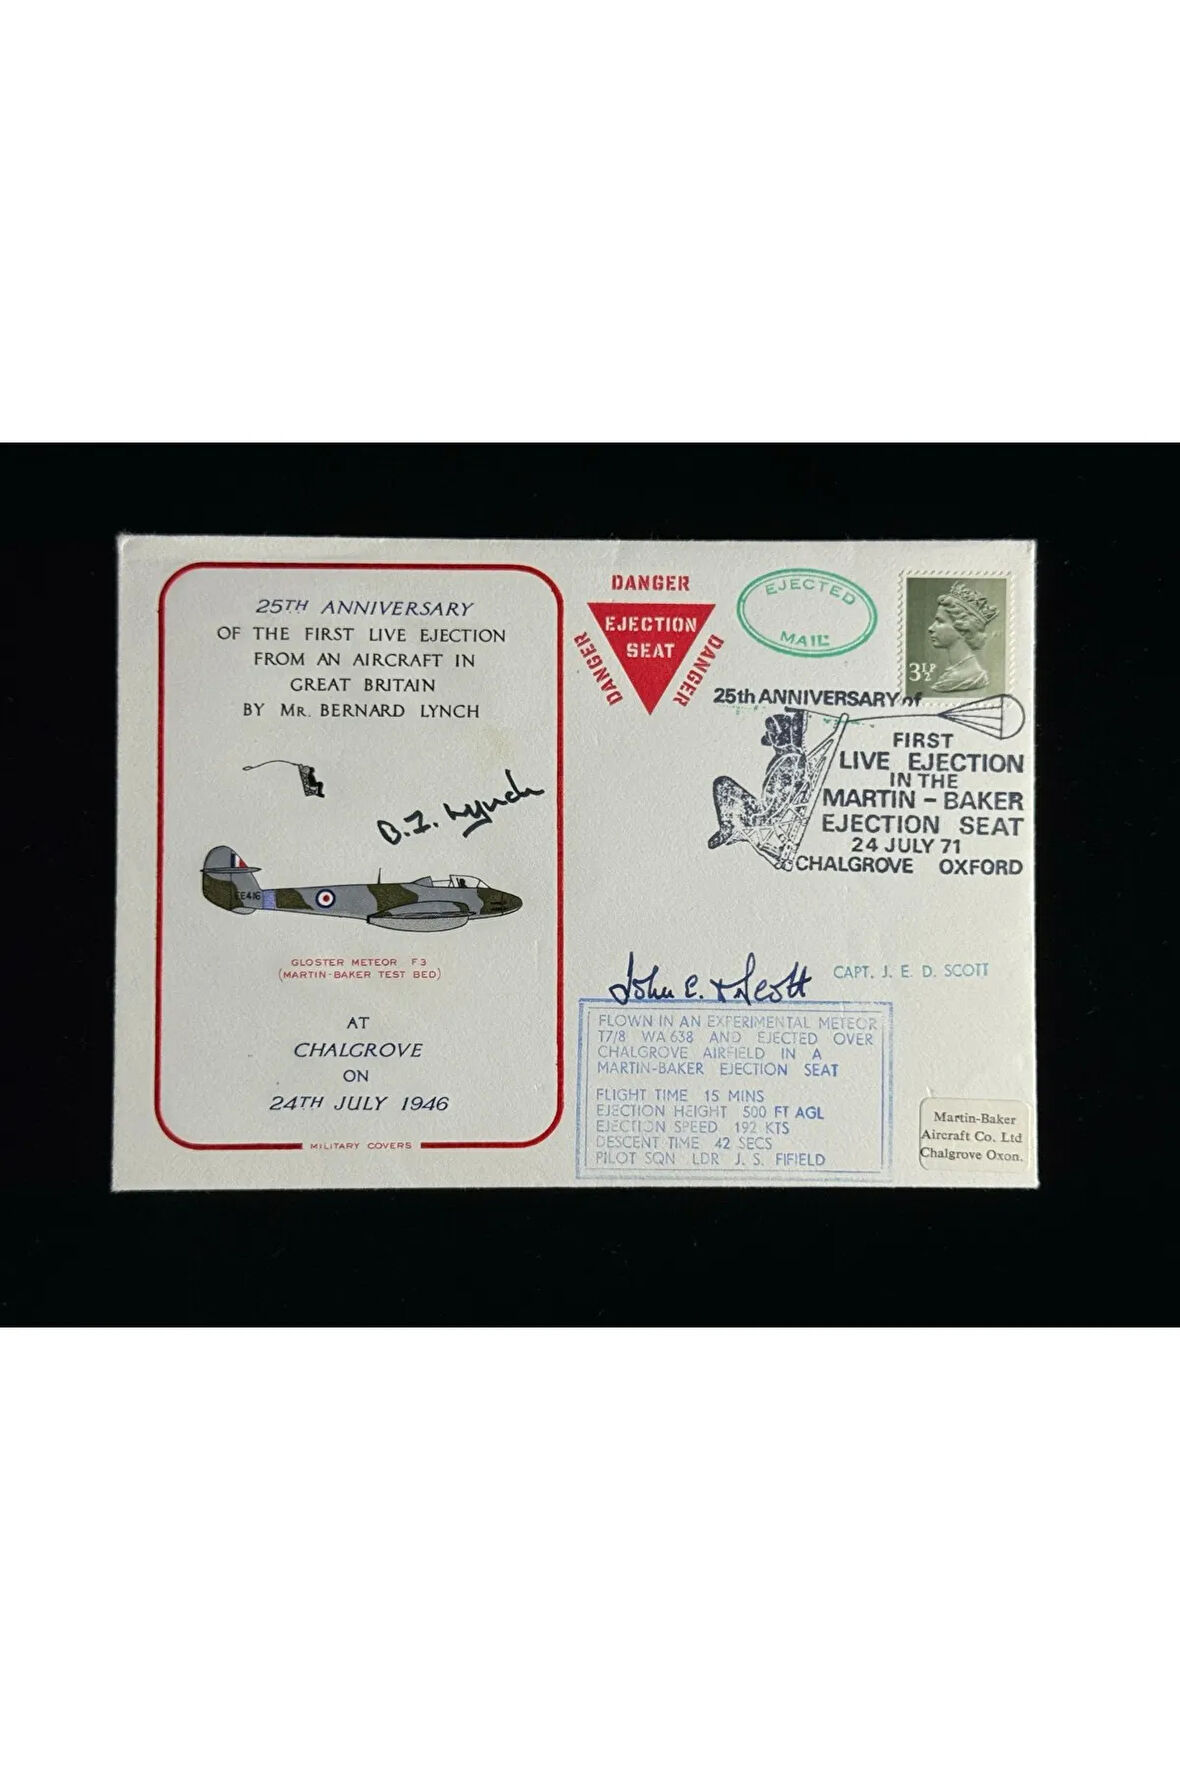 25TH ANNIVERSARY
OF THE FIRST LIVE EJECTION
FROM AN AIRCRAFT IN
GREAT BRITAIN
BY MR. BERNARD LYNCH
B.I. Lynch
EE416
GLOSTER METEOR F3
(MARTIN-BAKER TEST BED)
AT
CHALGROVE
ON
24TH JULY 1946
MILITARY COVERS
DANGER
EJECTION
SEAT
DANGER
DANGER
EJECTED
MAIL
3½P
25th ANNIVERSARY of
FIRST
LIVE EJECTION
IN THE
MARTIN-BAKER
EJECTION SEAT
24 JULY 71
CHALGROVE OXFORD
John E. Scott
CAPT. J. E. D. SCOTT
FLOWN IN AN EXPERIMENTAL METEOR
T7/8 WA638 AND EJECTED OVER
CHALGROVE AIRFIELD IN A
MARTIN-BAKER EJECTION SEAT
FLIGHT TIME 15 MINS
EJECTION HEIGHT 500 FT AGL
EJECTION SPEED 192 KTS
DESCENT TIME 42 SECS
PILOT SQN LDR J. S. FIFIELD
Martin-Baker
Aircraft Co. Ltd
Chalgrove Oxon.